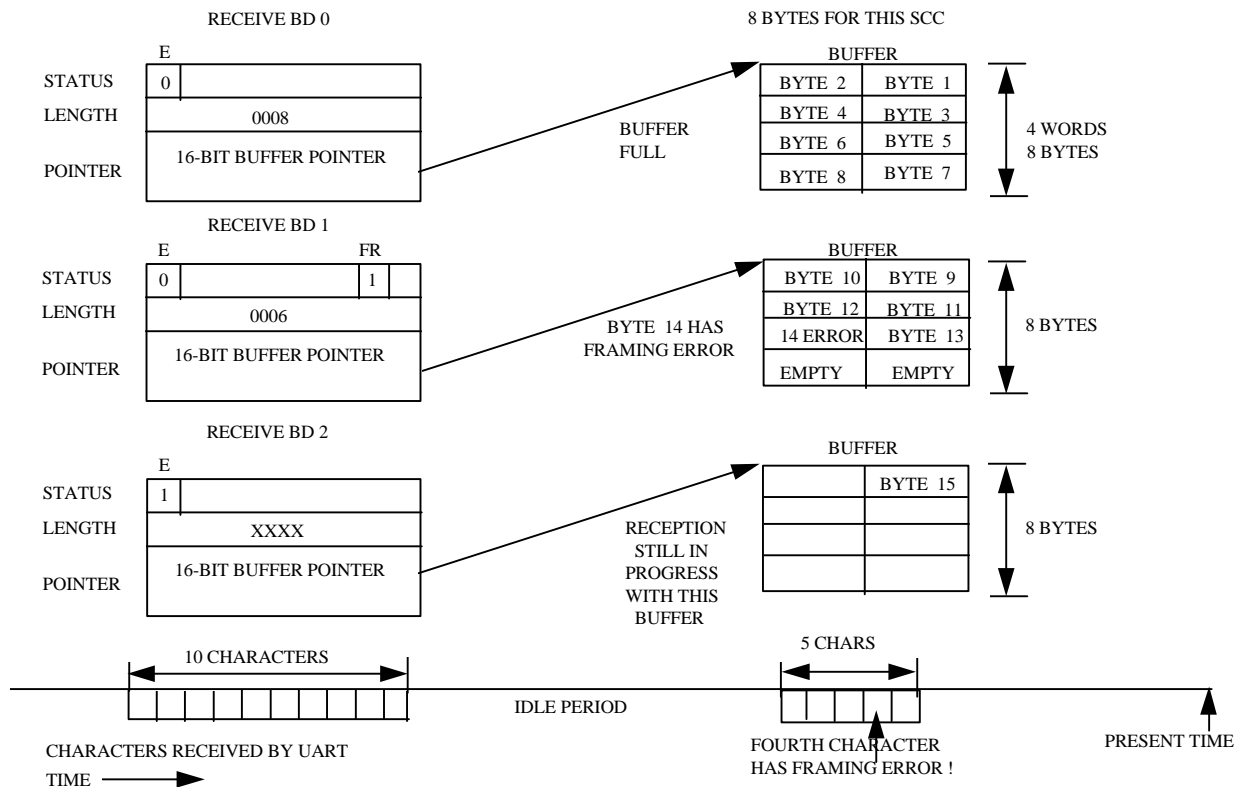 RECEIVE BD 0
8 BYTES FOR THIS SCC
E
BUFFER
STATUS
0
BYTE 2
BYTE 1
LENGTH
0008
BYTE 4
BYTE 3
BUFFER
FULL
4 WORDS
8 BYTES
16-BIT BUFFER POINTER
BYTE 6
BYTE 5
POINTER
BYTE 8
BYTE 7
RECEIVE BD 1
E
FR
BUFFER
STATUS
0
1
BYTE 10
BYTE 9
LENGTH
0006
BYTE 12
BYTE 11
BYTE 14 HAS
FRAMING ERROR
8 BYTES
16-BIT BUFFER POINTER
14 ERROR
BYTE 13
POINTER
EMPTY
EMPTY
RECEIVE BD 2
E
BUFFER
STATUS
1
BYTE 15
LENGTH
XXXX
RECEPTION
STILL IN
PROGRESS
WITH THIS
BUFFER
8 BYTES
16-BIT BUFFER POINTER
POINTER
10 CHARACTERS
5 CHARS
IDLE PERIOD
CHARACTERS RECEIVED BY UART
TIME
FOURTH CHARACTER
HAS FRAMING ERROR !
PRESENT TIME